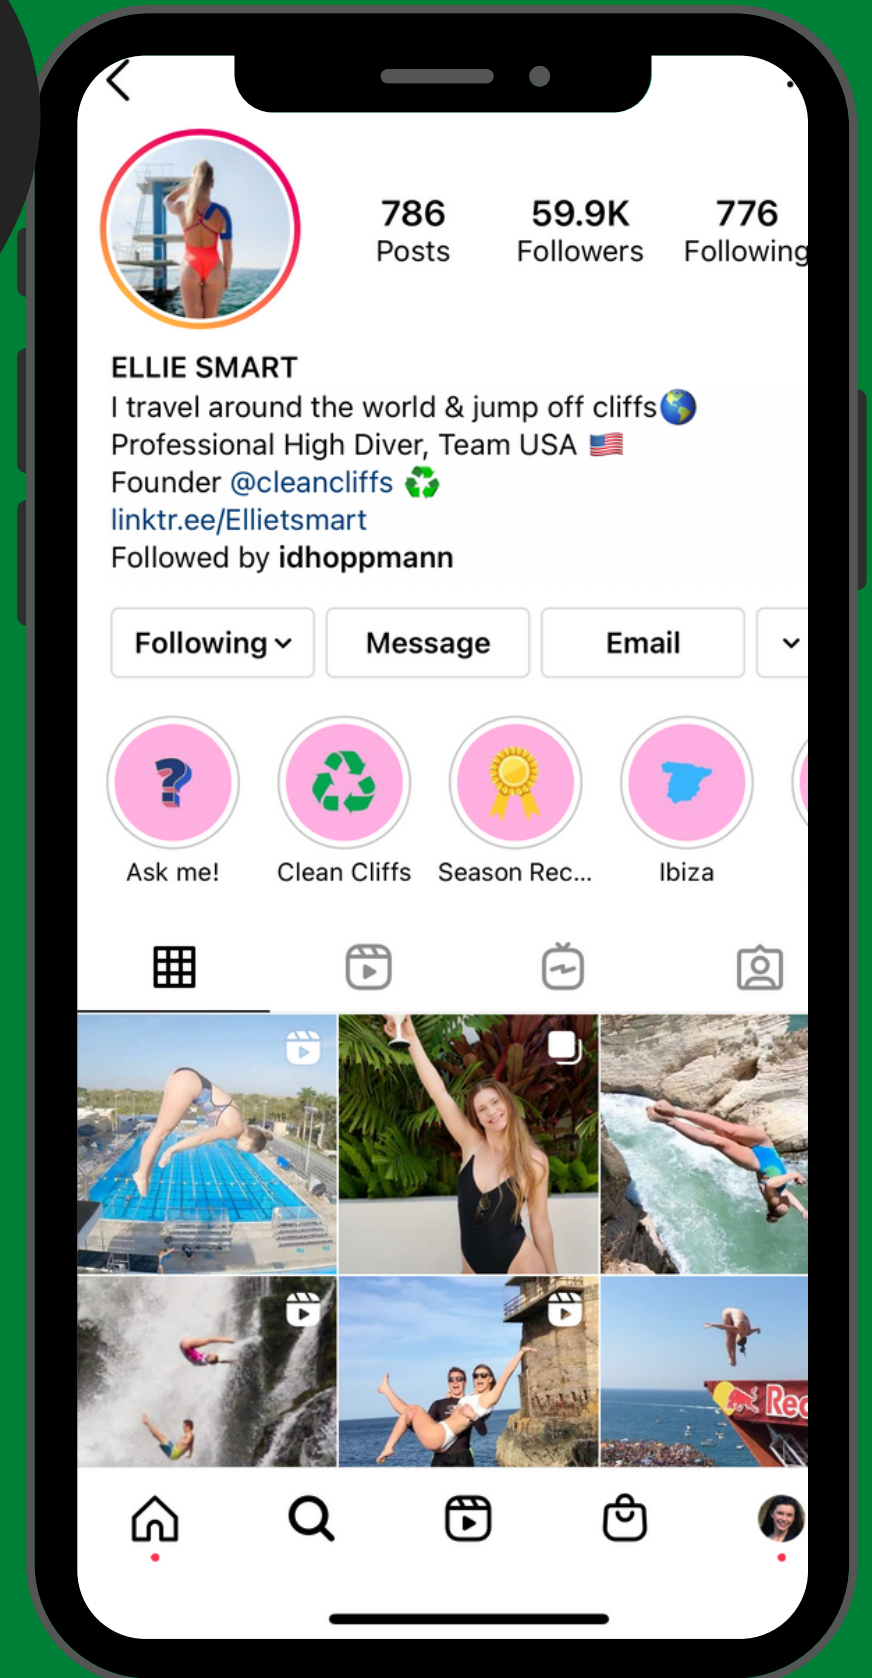 786
Posts
59.9K
Followers
776
Following
ELLIE SMART
I travel around the world & jump off cliffs
Professional High Diver, Team USA
Founder @cleancliffs
linktr.ee/Ellietsmart
Followed by idhoppmann
Following
Message
Email
?
Ask me!
Clean Cliffs
Season Rec...
Ibiza
Rec